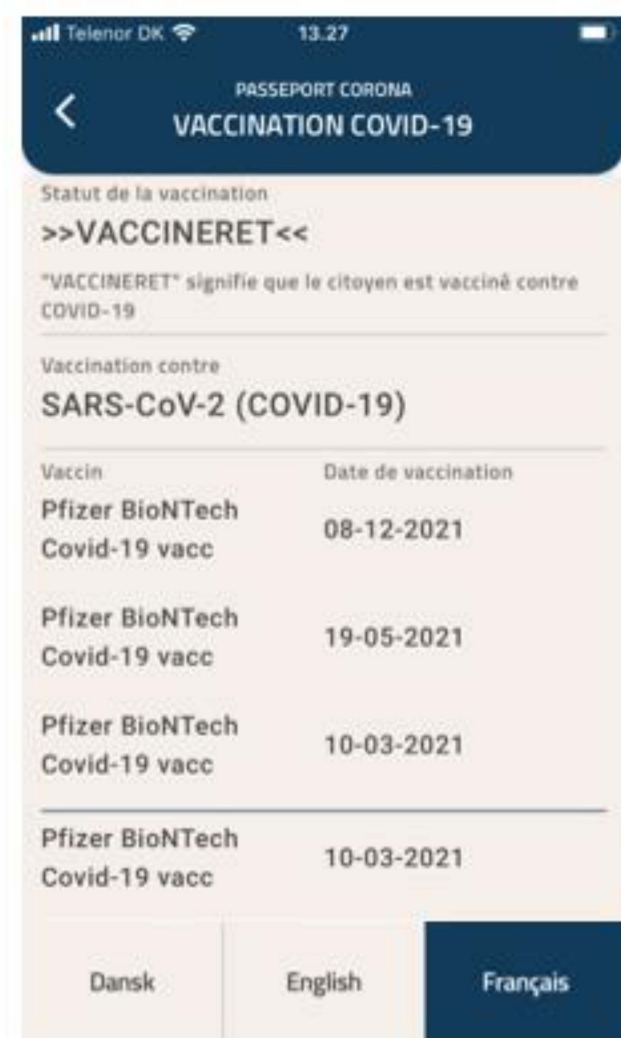 Telenor DK 13.27
PASSEPORT CORONA
VACCINATION COVID-19
Statut de la vaccination
>>VACCINERET<<
"VACCINERET" signifie que le citoyen est vacciné contre
COVID-19
Vaccination contre
SARS-CoV-2 (COVID-19)
Vaccin Date de vaccination
Pfizer BioNTech
Covid-19 vacc 08-12-2021
Pfizer BioNTech
Covid-19 vacc 19-05-2021
Pfizer BioNTech
Covid-19 vacc 10-03-2021
Pfizer BioNTech
Covid-19 vacc 10-03-2021
Dansk English Français